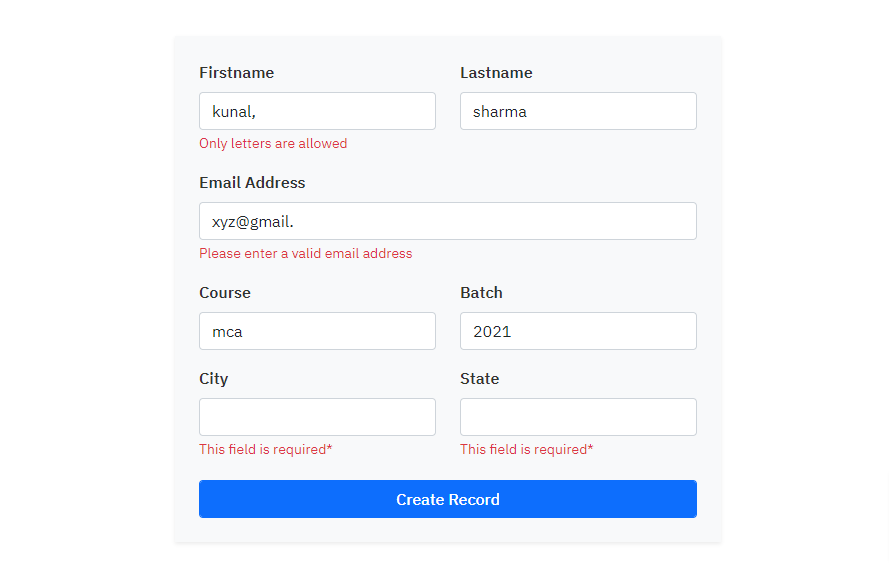 Firstname Lastname
kunal, sharma
Only letters are allowed
Email Address
xyz@gmail.
Please enter a valid email address
Course Batch
mca 2021
City State
This field is required* This field is required*
Create Record